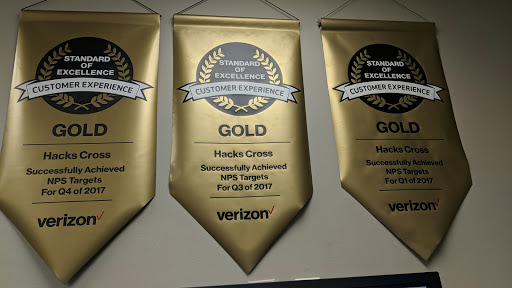 STANDARD
OF
EXCELLENCE
CUSTOMER EXPERIENCE
GOLD
Hacks Cross
Successfully Achieved
NPS Targets
For Q4 of 2017
verizon
STANDARD
OF
EXCELLENCE
CUSTOMER EXPERIENCE
GOLD
Hacks Cross
Successfully Achieved
NPS Targets
For Q3 of 2017
verizon
STANDARD
OF
EXCELLENCE
CUSTOMER EXPERIENCE
GOLD
Hacks Cross
Successfully Achieved
NPS Targets
For Q1 of 2017
verizon